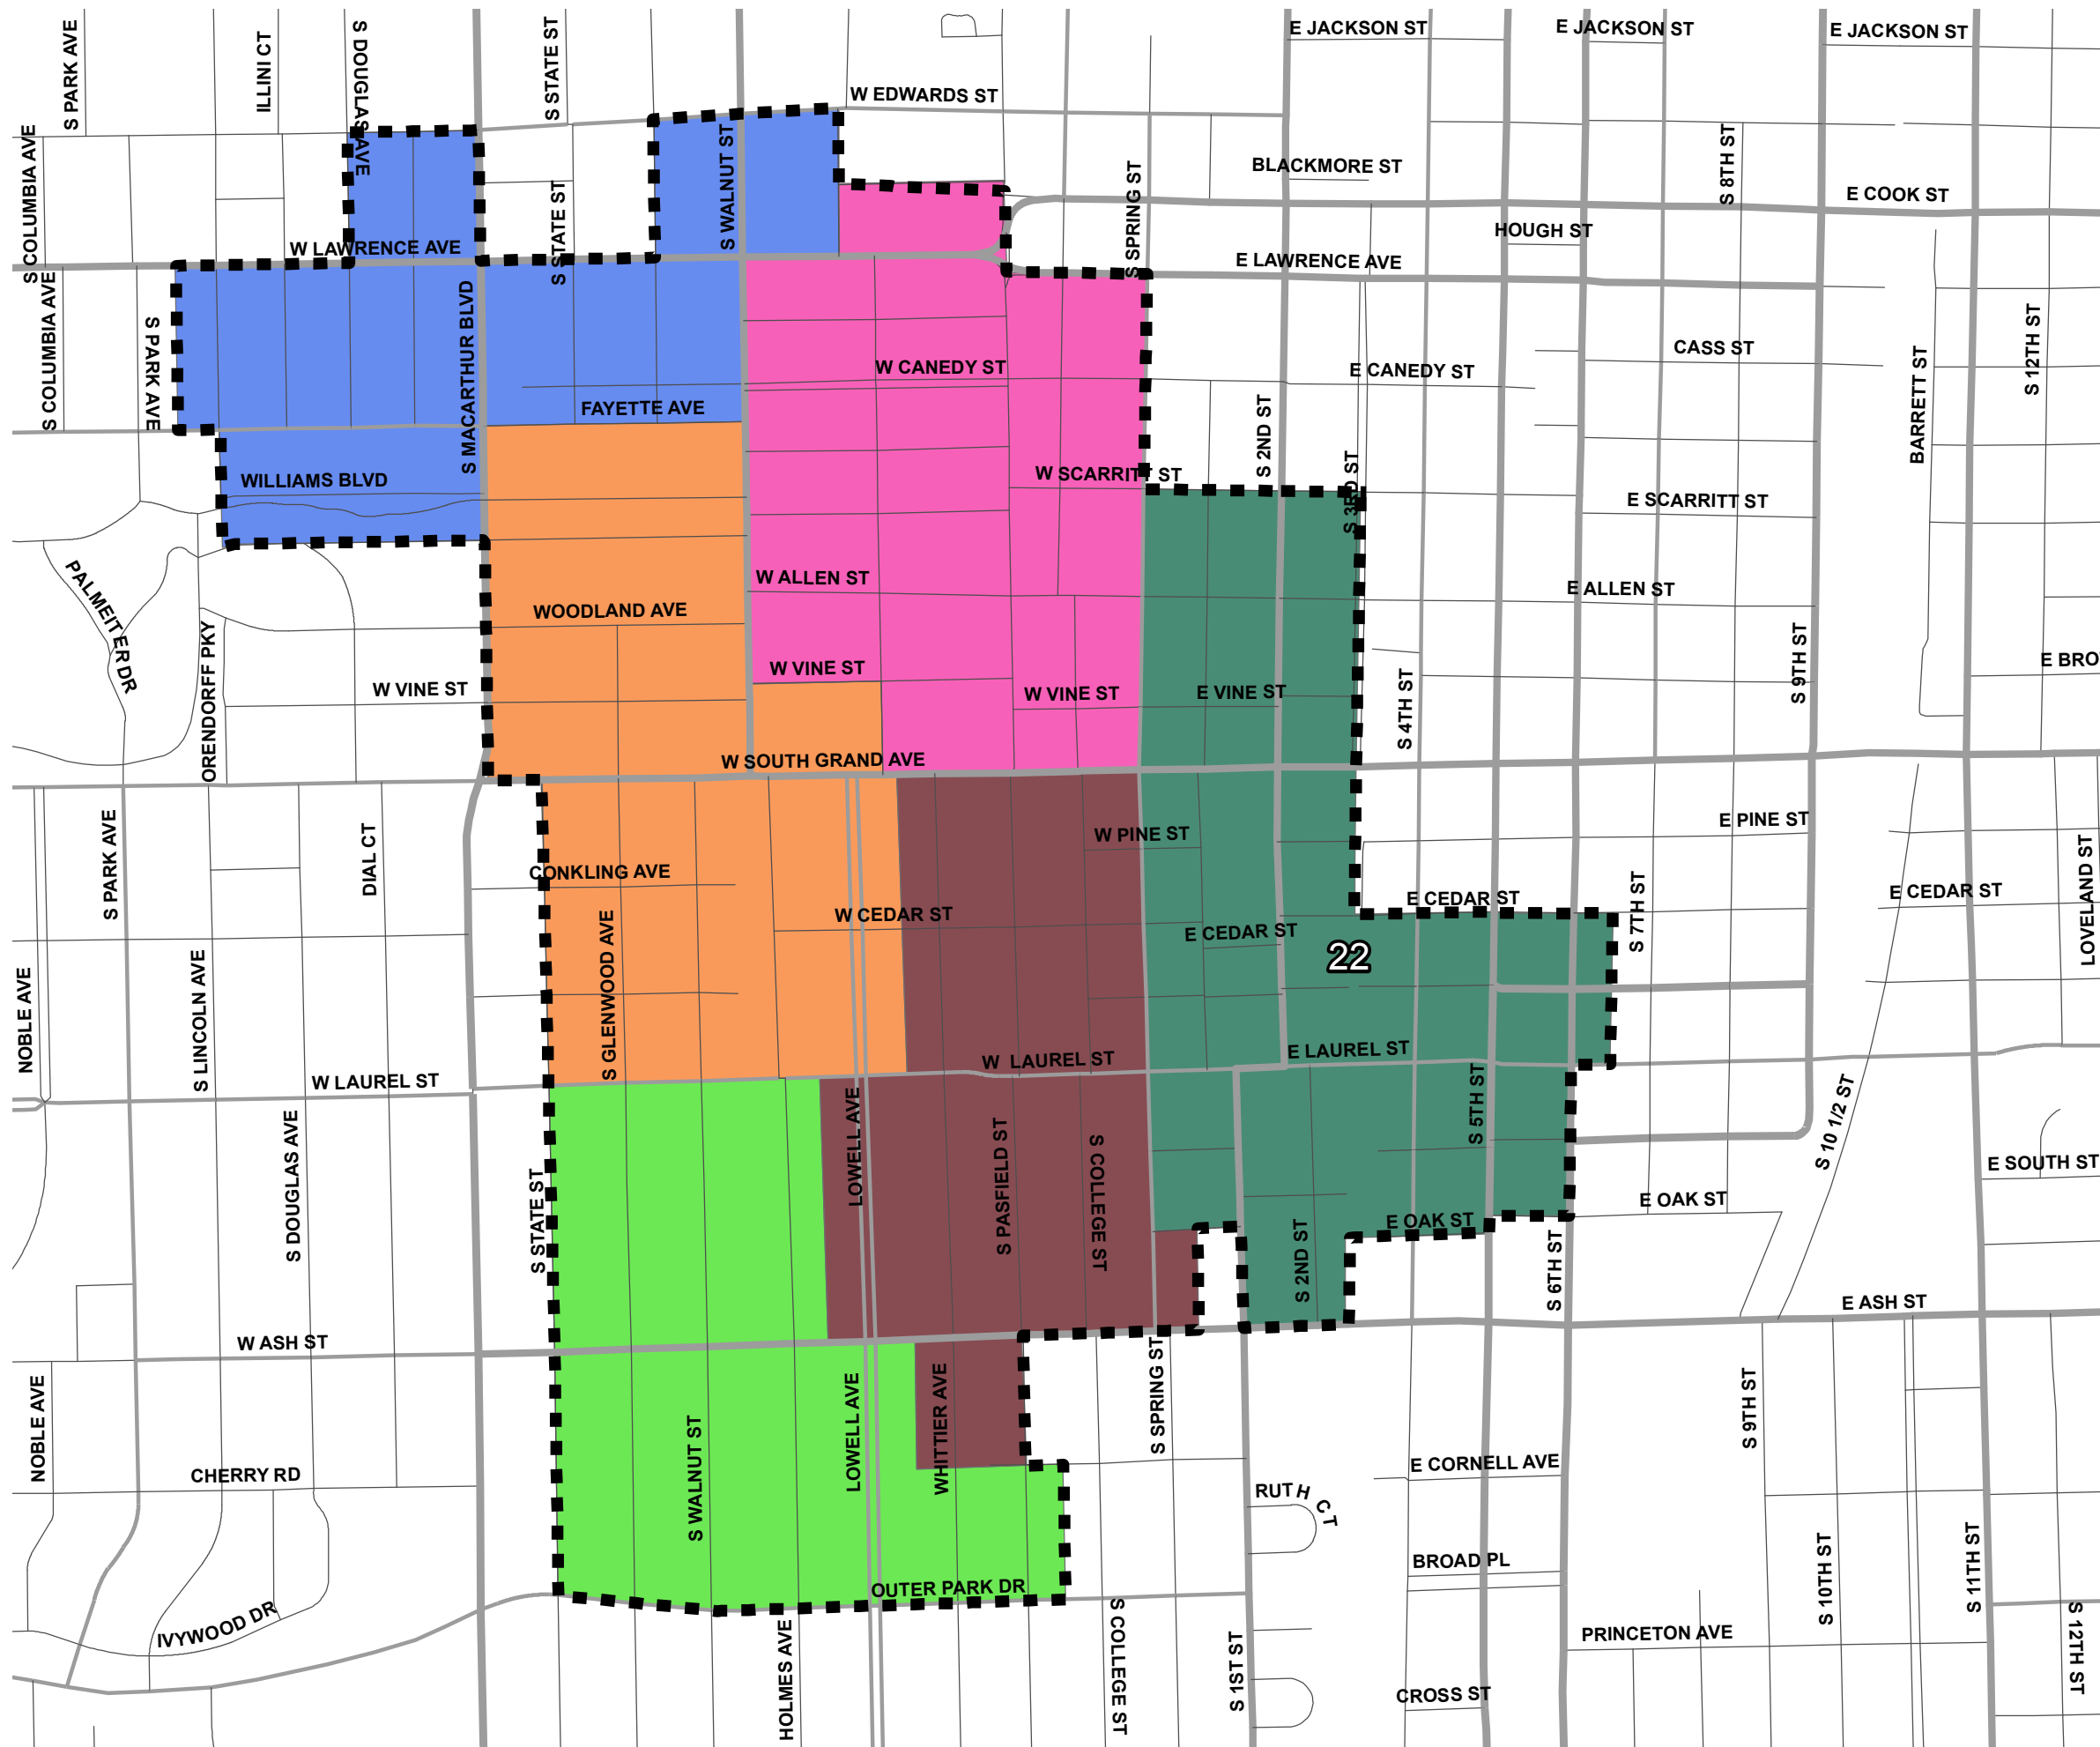 S PARK AVE
ILLINI CT
S DOUGLAS AVE
S STATE ST
E JACKSON ST
E JACKSON ST
E JACKSON ST
W EDWARDS ST
S COLUMBIA AVE
S WALNUT ST
S STATE ST
BLACKMORE ST
S SPRING ST
S 8TH ST
E COOK ST
HOUGH ST
W LAWRENCE AVE
E LAWRENCE AVE
S COLUMBIA AVE
S PARK AVE
S MACARTHUR BLVD
W CANEDY ST
E CANEDY ST
CASS ST
BARRETT ST
S 12TH ST
FAYETTE AVE
S 2ND ST
WILLIAMS BLVD
W SCARRITT ST
S 3RD ST
E SCARRITT ST
PALMEITER DR
W ALLEN ST
E ALLEN ST
WOODLAND AVE
ORENDORFF PKY
W VINE ST
W VINE ST
W VINE ST
E VINE ST
S 4TH ST
S 9TH ST
E BRO
W SOUTH GRAND AVE
S PARK AVE
DIAL CT
W PINE ST
E PINE ST
CONKLING AVE
W CEDAR ST
E CEDAR ST
E CEDAR ST
S 7TH ST
E CEDAR ST
LOVELAND ST
22
NOBLE AVE
S LINCOLN AVE
S GLENWOOD AVE
W LAUREL ST
W LAUREL ST
E LAUREL ST
S DOUGLAS AVE
S STATE ST
LOWELL AVE
S PASFIELD ST
S COLLEGE ST
S 5TH ST
S 10 1/2 ST
E SOUTH ST
E OAK ST
E OAK ST
S 2ND ST
S 6TH ST
E ASH ST
W ASH ST
NOBLE AVE
LOWELL AVE
WHITTIER AVE
S SPRING ST
S 9TH ST
S WALNUT ST
CHERRY RD
E CORNELL AVE
RUTH CT
BROAD PL
S 10TH ST
S 11TH ST
OUTER PARK DR
IVYWOOD DR
HOLMES AVE
S COLLEGE ST
S 1ST ST
PRINCETON AVE
S 12TH ST
CROSS ST